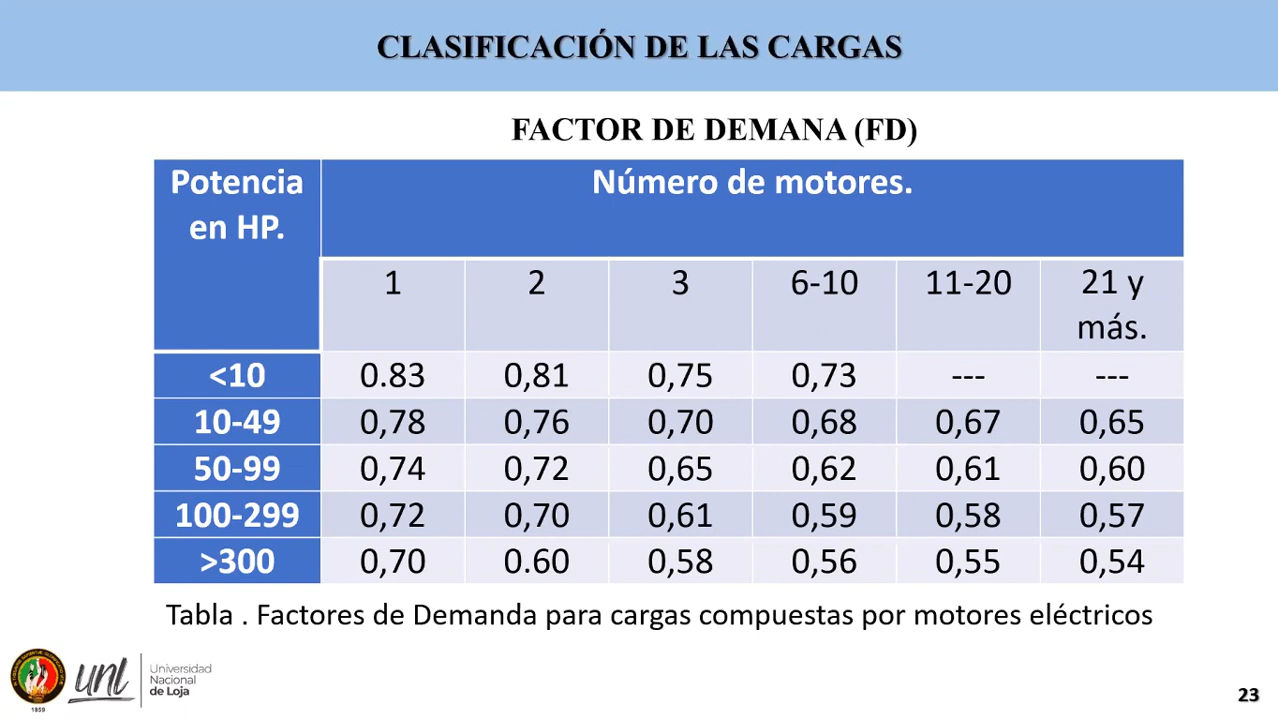 CLASIFICACIÓN DE LAS CARGAS
FACTOR DE DEMANA (FD)
Potencia en HP. Número de motores.
1 2 3 6-10 11-20 21 y más.
<10 0.83 0,81 0,75 0,73 --- ---
10-49 0,78 0,76 0,70 0,68 0,67 0,65
50-99 0,74 0,72 0,65 0,62 0,61 0,60
100-299 0,72 0,70 0,61 0,59 0,58 0,57
>300 0,70 0.60 0,58 0,56 0,55 0,54
Tabla . Factores de Demanda para cargas compuestas por motores eléctricos
1859
unl
Universidad
Nacional
de Loja
23